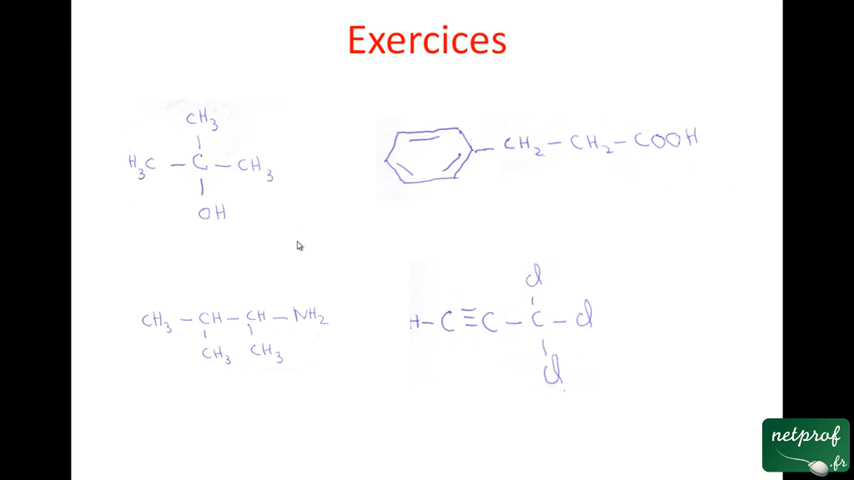 Exercices
CH3
H3C - C - CH3
OH
CH2 - CH2 - COOH
CH3 - CH - CH - NH2
CH3 CH3
Cl
H - C ≡ C - C - Cl
Cl
netprof
.fr